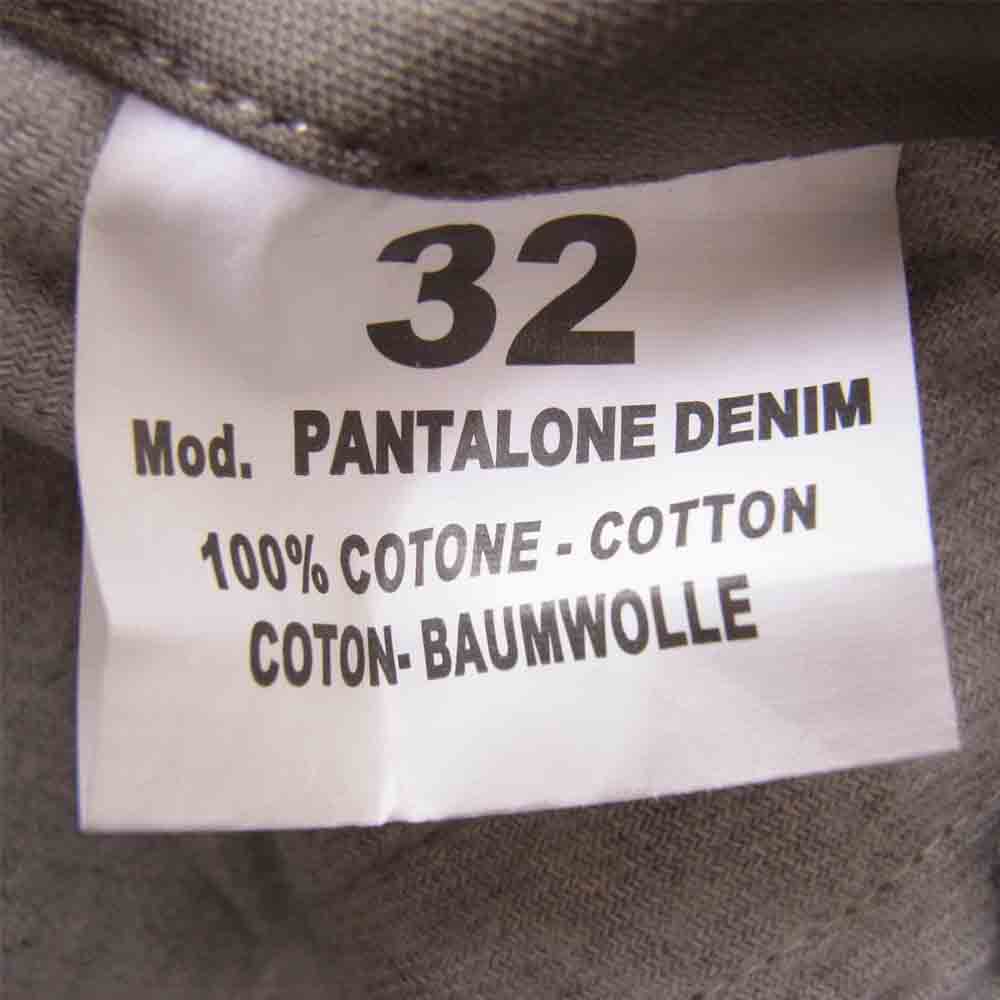 32
Mod. PANTALONE DENIM
100% COTONE - COTTON
COTON- BAUMWOLLE